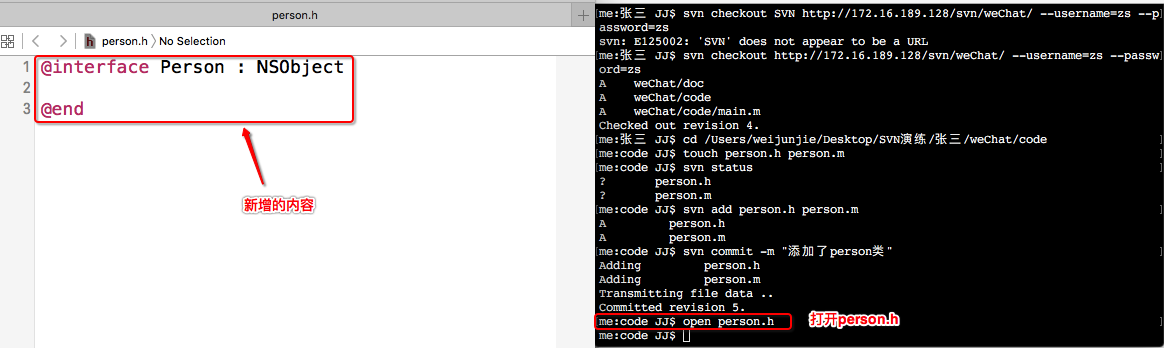 person.h
person.h 〉No Selection
1 @interface Person : NSObject
2
3 @end
新增的内容
[me:张三 JJ$ svn checkout SVN http://172.16.189.128/svn/weChat/ --username=zs --p]
assword=zs
svn: E125002: 'SVN' does not appear to be a URL
[me:张三 JJ$ svn checkout http://172.16.189.128/svn/weChat/ --username=zs --passw]
ord=zs
A    weChat/doc
A    weChat/code
A    weChat/code/main.m
Checked out revision 4.
[me:张三 JJ$ cd /Users/weijunjie/Desktop/SVN演练/张三/weChat/code ]
[me:code JJ$ touch person.h person.m ]
[me:code JJ$ svn status ]
?       person.h
?       person.m
[me:code JJ$ svn add person.h person.m ]
A         person.h
A         person.m
[me:code JJ$ svn commit -m "添加了person类" ]
Adding         person.h
Adding         person.m
Transmitting file data ..
Committed revision 5.
[me:code JJ$ open person.h ]
打开person.h
me:code JJ$